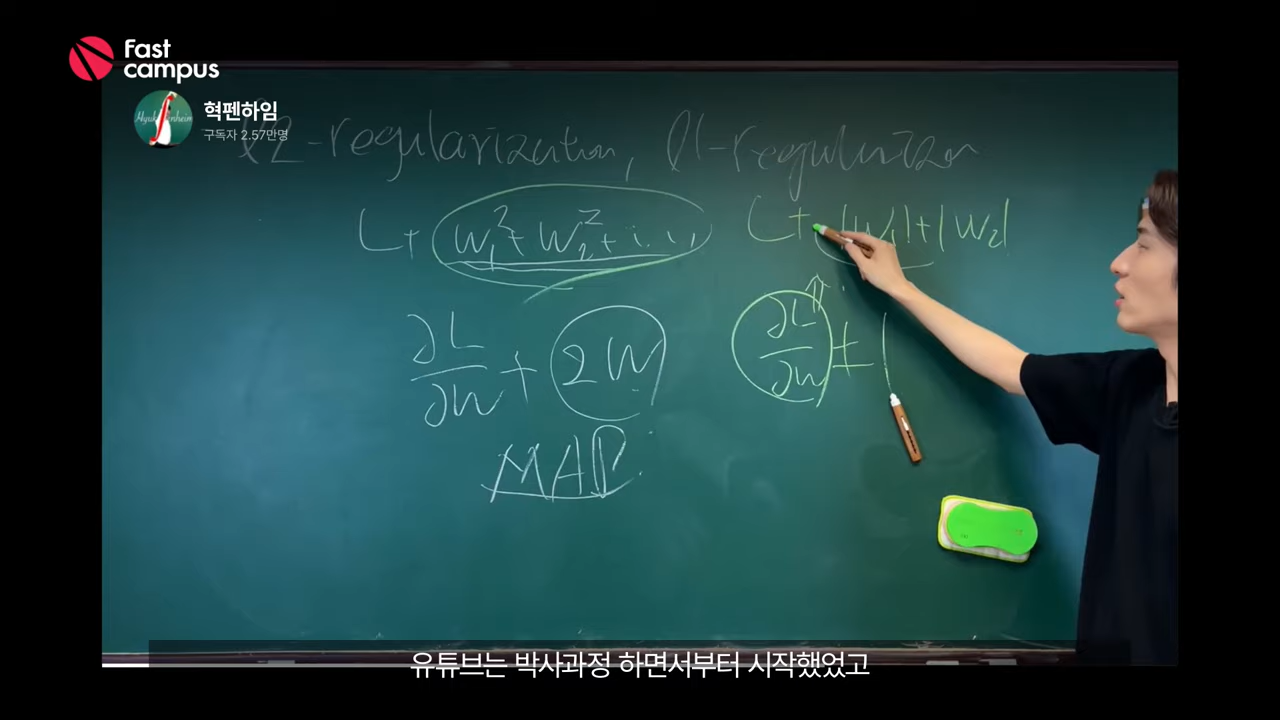 Fast campus
혁펜하임
구독자 2.57만명
l2-regularization, l1-regularization
L + w₁² + w₂² + ...
L + |w₁| + |w₂|
∂L/∂w + 2w
∂L/∂w ± 1
MAP
유튜브는 박사과정 하면서부터 시작했었고